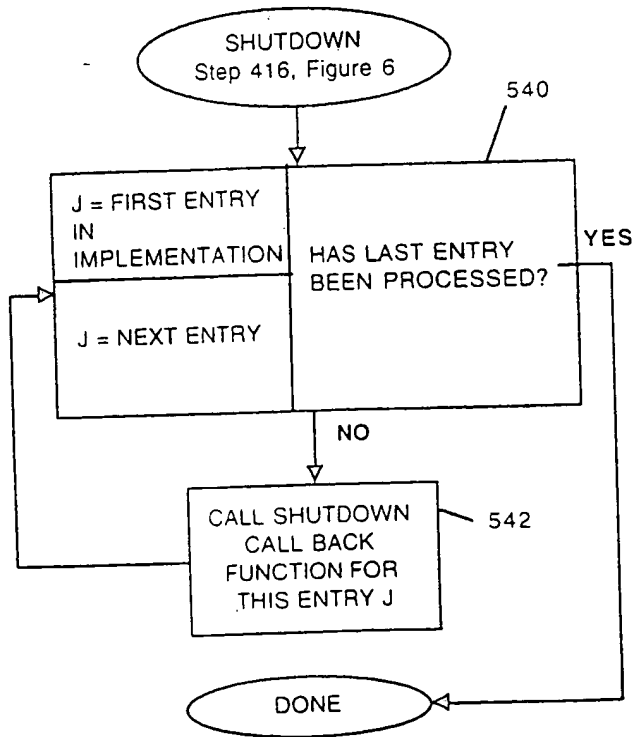 SHUTDOWN
Step 416, Figure 6
540
J = FIRST ENTRY
IN
IMPLEMENTATION
HAS LAST ENTRY
BEEN PROCESSED?
YES
J = NEXT ENTRY
NO
CALL SHUTDOWN
CALL BACK
FUNCTION FOR
THIS ENTRY J
542
DONE